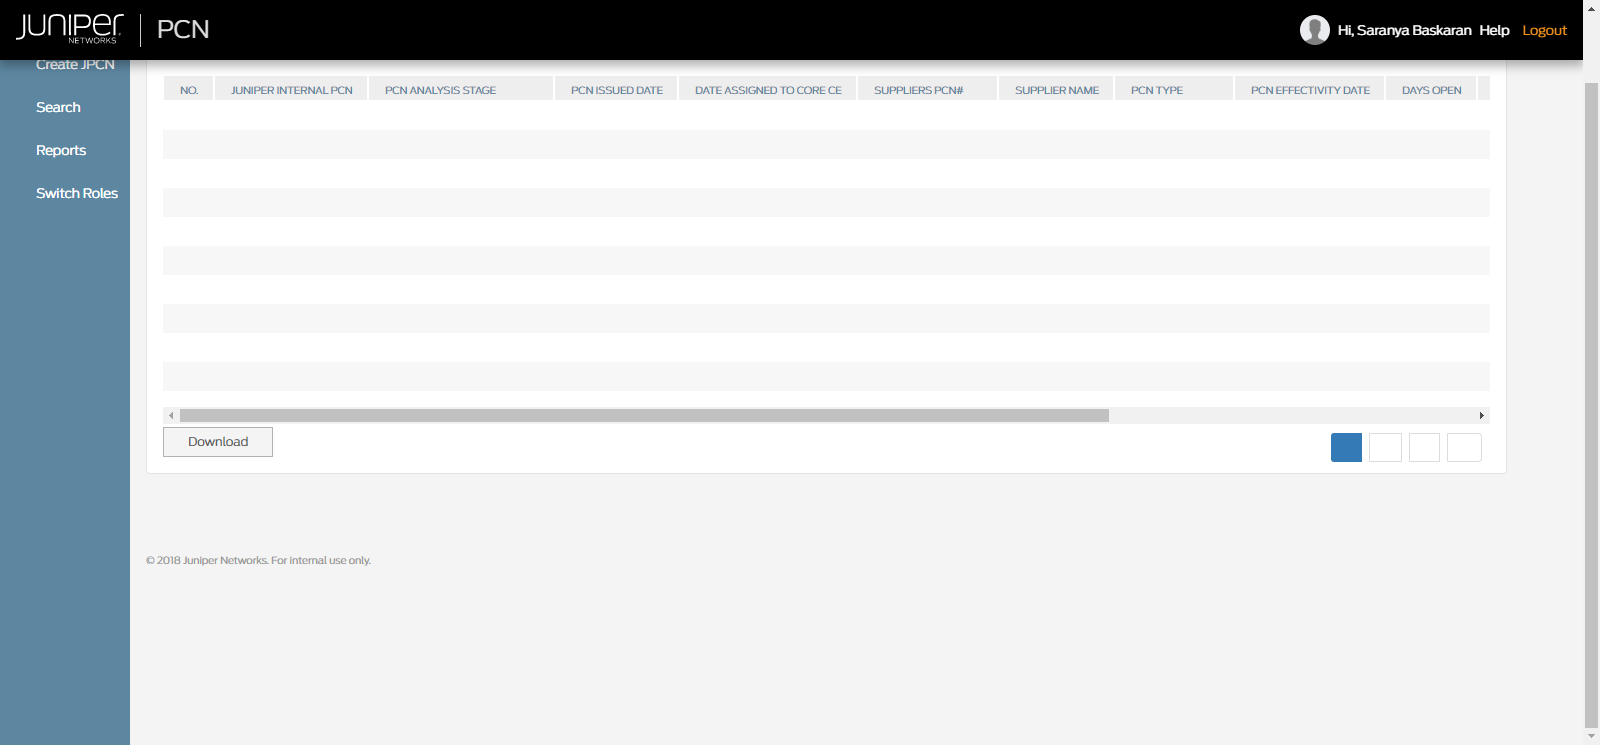 JUNIPER
NETWORKS
PCN
Hi, Saranya Baskaran Help Logout
Create JPCN
Search
Reports
Switch Roles
NO. JUNIPER INTERNAL PCN PCN ANALYSIS STAGE PCN ISSUED DATE DATE ASSIGNED TO CORE CE SUPPLIERS PCN# SUPPLIER NAME PCN TYPE PCN EFFECTIVITY DATE DAYS OPEN
Download
© 2018 Juniper Networks. For internal use only.